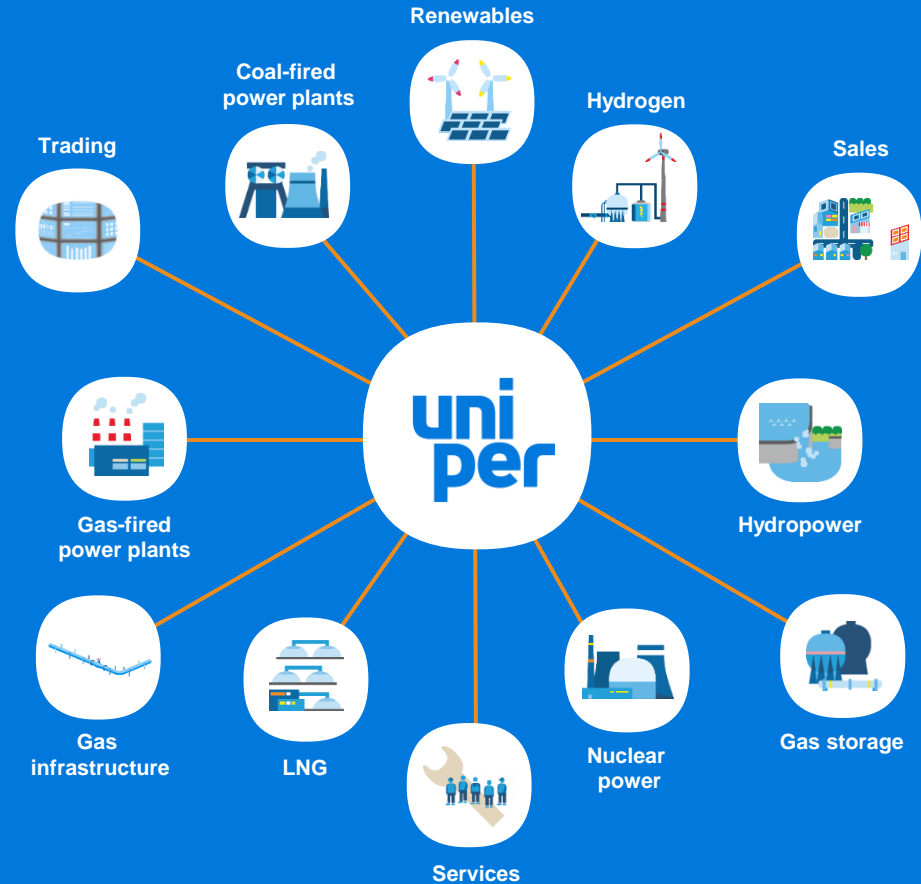 Renewables
Coal-fired
power plants
Hydrogen
Trading
Sales
uni
per
Gas-fired
power plants
Hydropower
Gas
infrastructure
LNG
Nuclear
power
Gas storage
Services